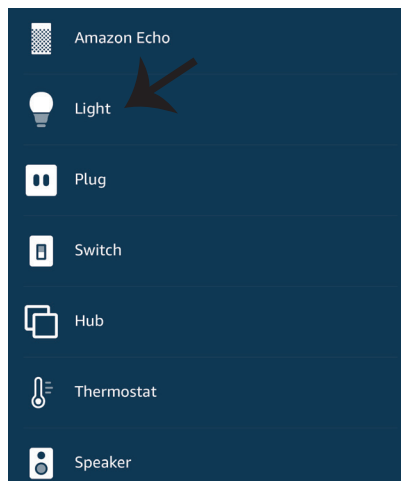 Amazon Echo
Light
Plug
Switch
Hub
Thermostat
Speaker